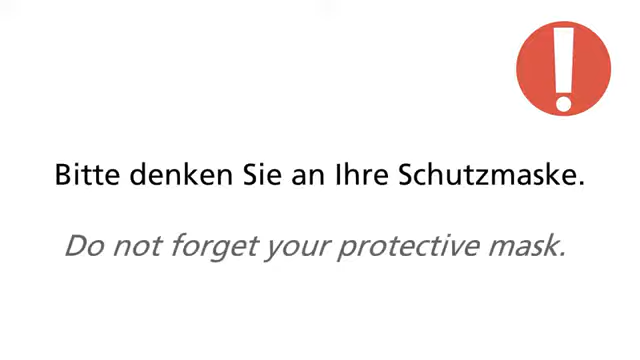 Bitte denken Sie an Ihre Schutzmaske.
Do not forget your protective mask.